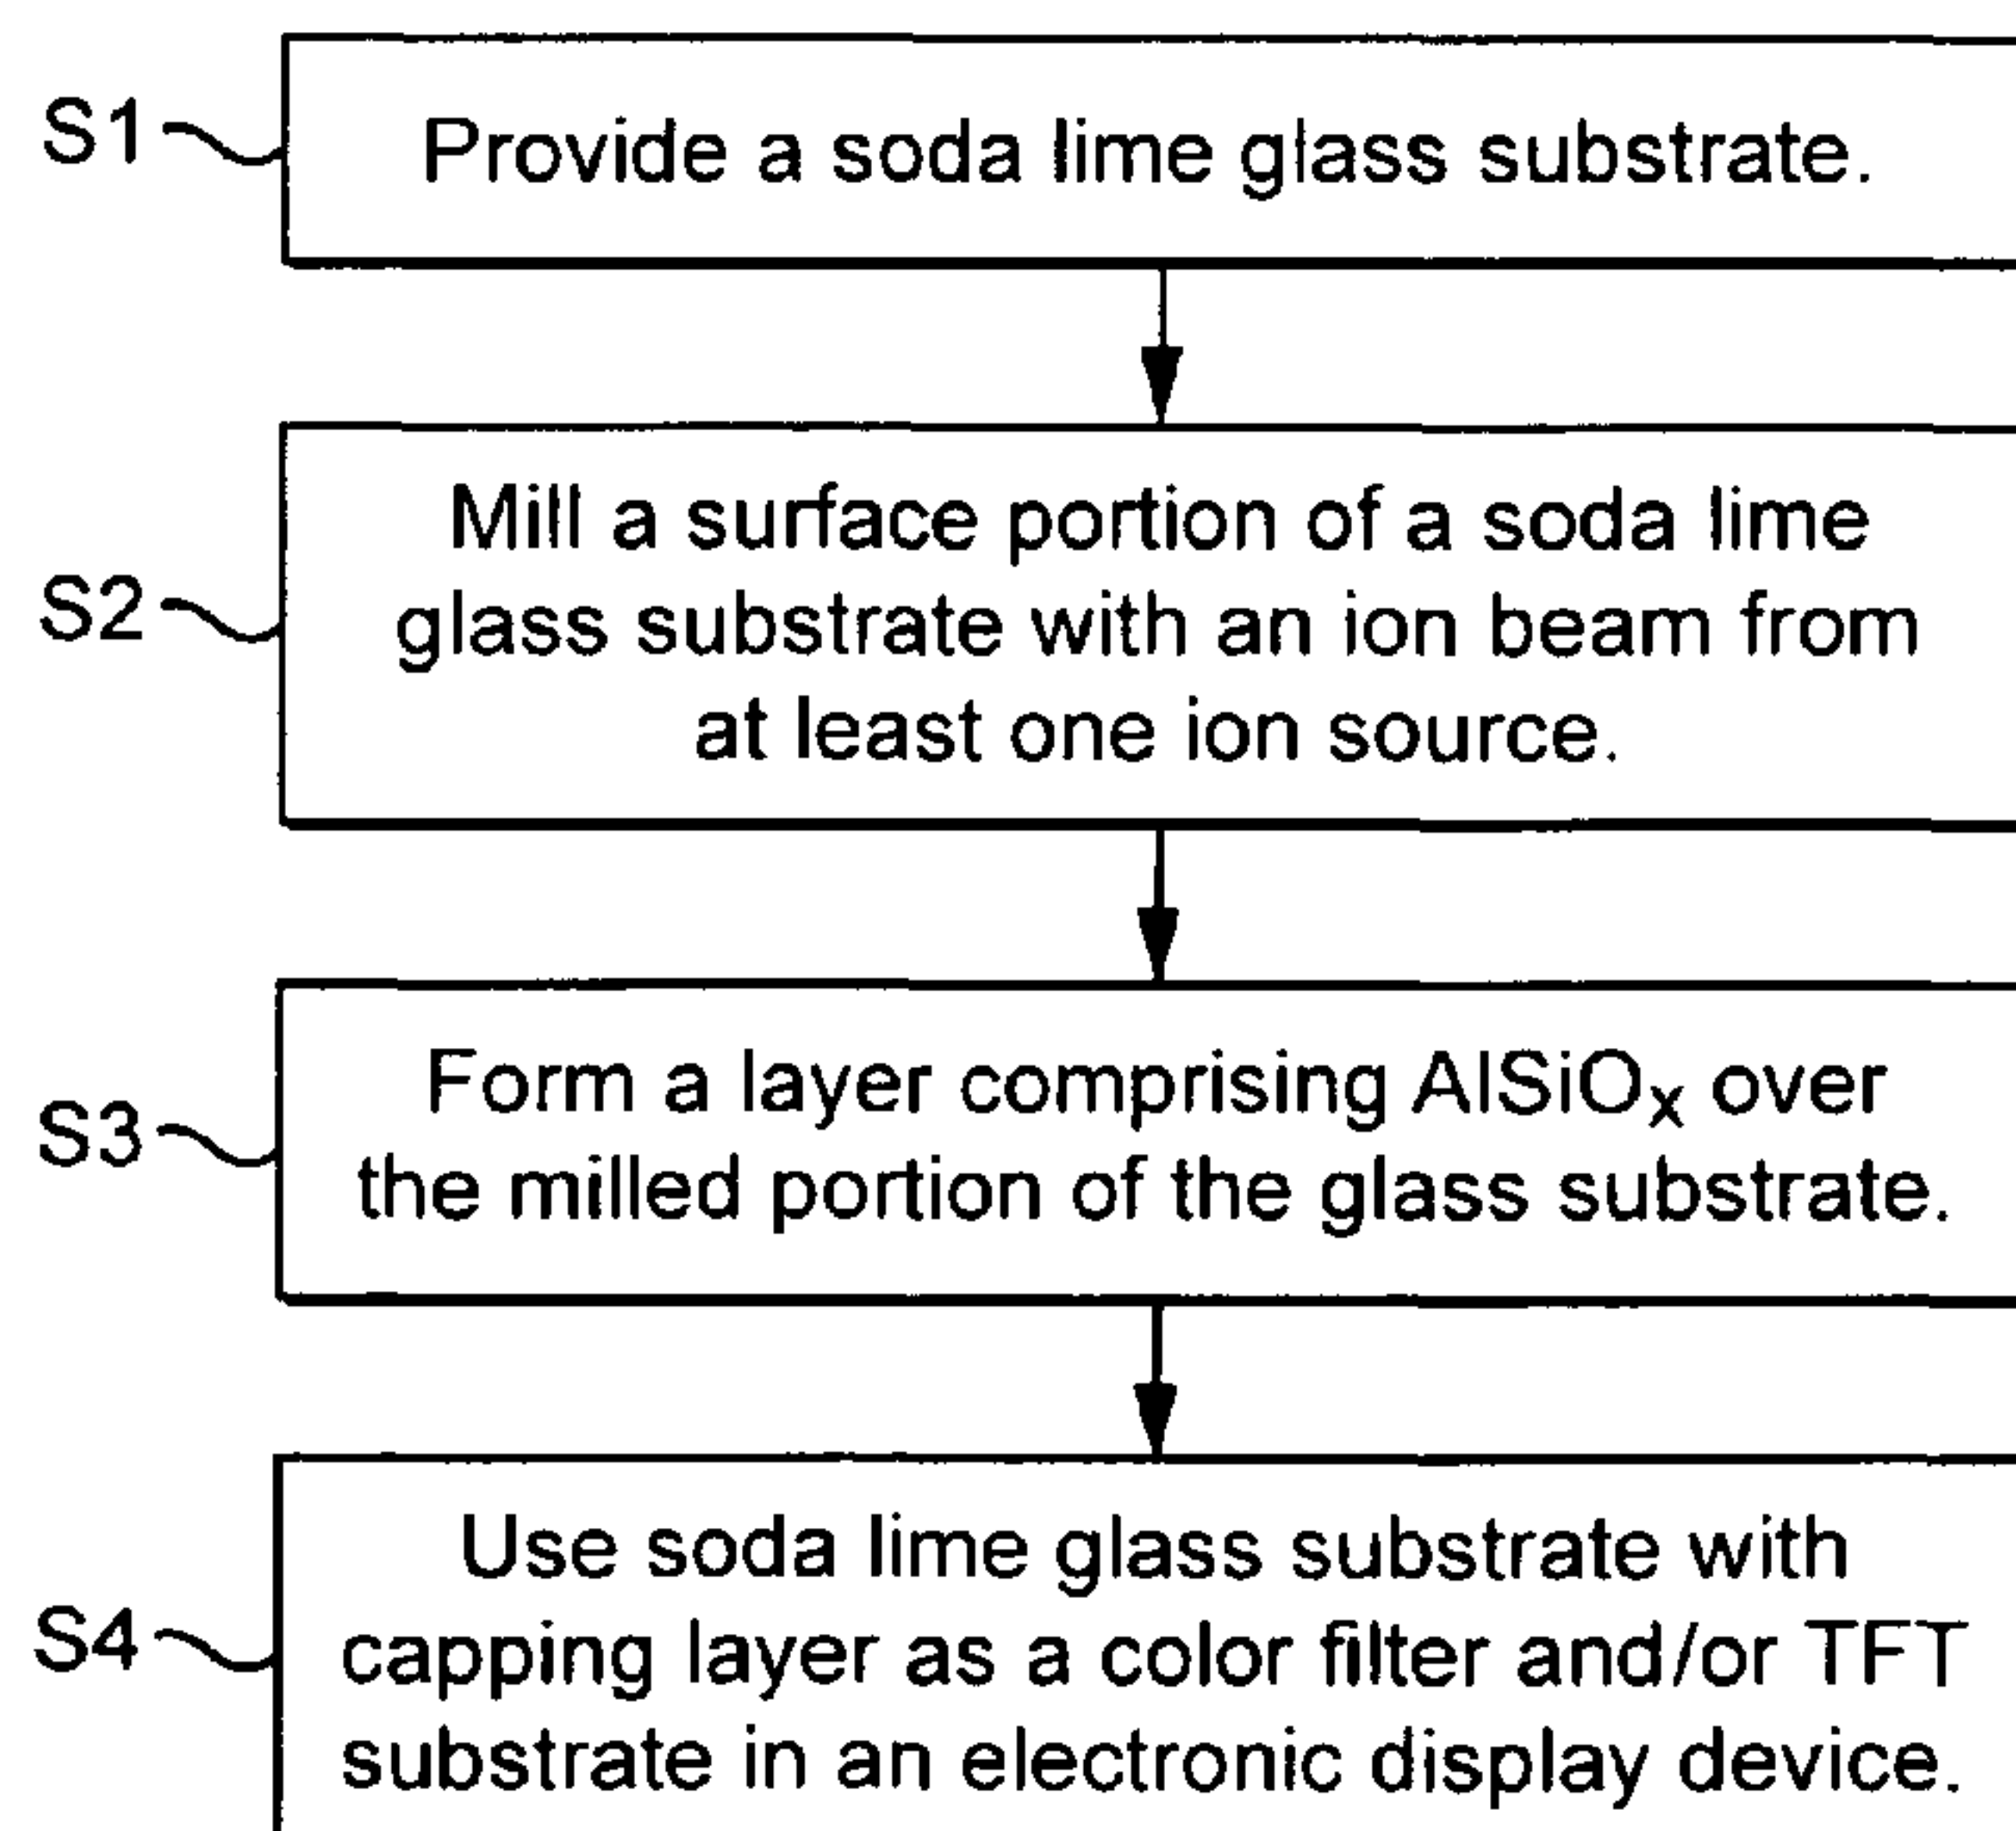 S1
Provide a soda lime glass substrate.
S2
Mill a surface portion of a soda lime
glass substrate with an ion beam from
at least one ion source.
S3
Form a layer comprising AlSiOₓ over
the milled portion of the glass substrate.
S4
Use soda lime glass substrate with
capping layer as a color filter and/or TFT
substrate in an electronic display device.